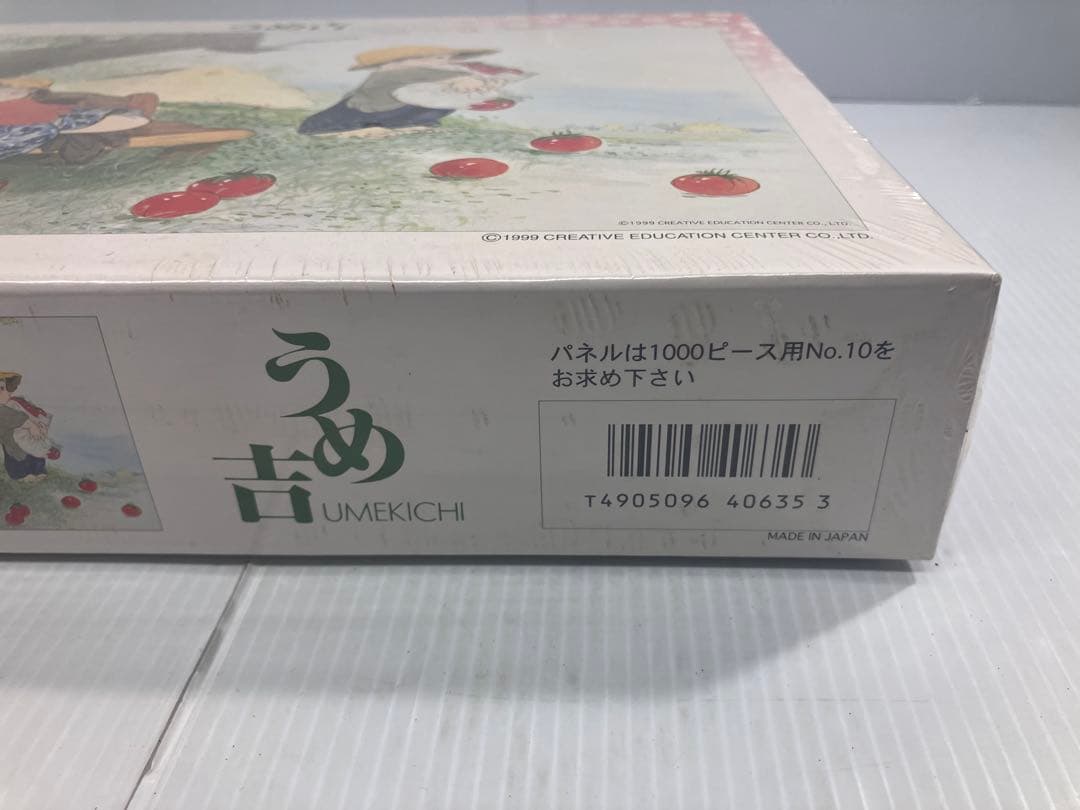 ©1999 CREATIVE EDUCATION CENTER CO.,LTD.
©1999 CREATIVE EDUCATION CENTER CO.,LTD.
うめ吉
UMEKICHI
パネルは1000ピース用No.10を
お求め下さい
T4905096 40635 3
MADE IN JAPAN